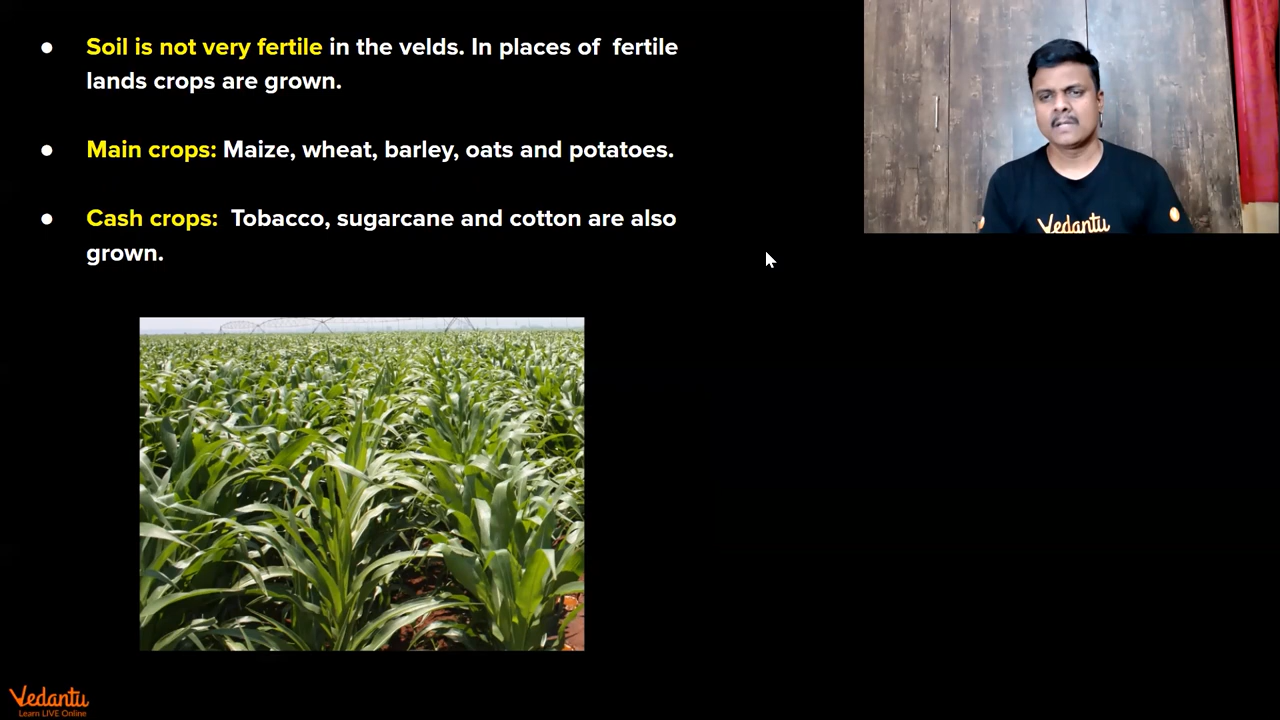 Soil is not very fertile in the velds. In places of fertile
lands crops are grown.
Main crops: Maize, wheat, barley, oats and potatoes.
Cash crops: Tobacco, sugarcane and cotton are also
grown.
Vedantu
Vedantu
Learn LIVE Online